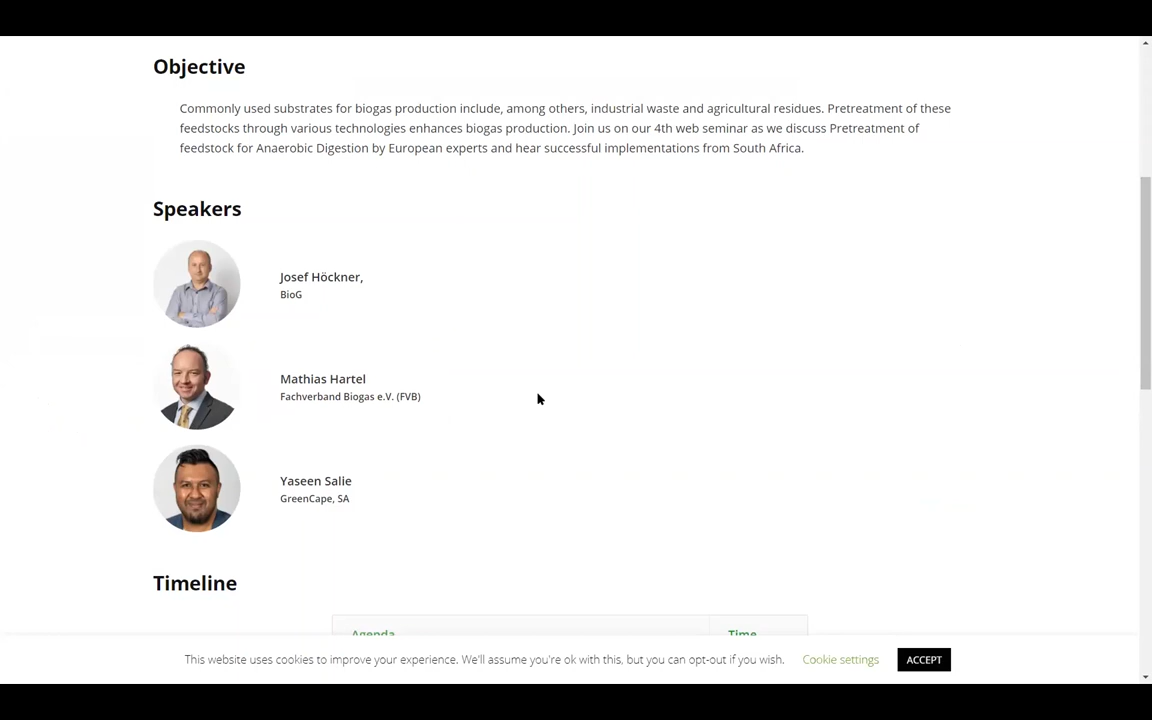 Objective
Commonly used substrates for biogas production include, among others, industrial waste and agricultural residues. Pretreatment of these
feedstocks through various technologies enhances biogas production. Join us on our 4th web seminar as we discuss Pretreatment of
feedstock for Anaerobic Digestion by European experts and hear successful implementations from South Africa.
Speakers
Josef Höckner,
BioG
Mathias Hartel
Fachverband Biogas e.V. (FVB)
Yaseen Salie
GreenCape, SA
Timeline
Agenda Time
This website uses cookies to improve your experience. We'll assume you're ok with this, but you can opt-out if you wish. Cookie settings ACCEPT